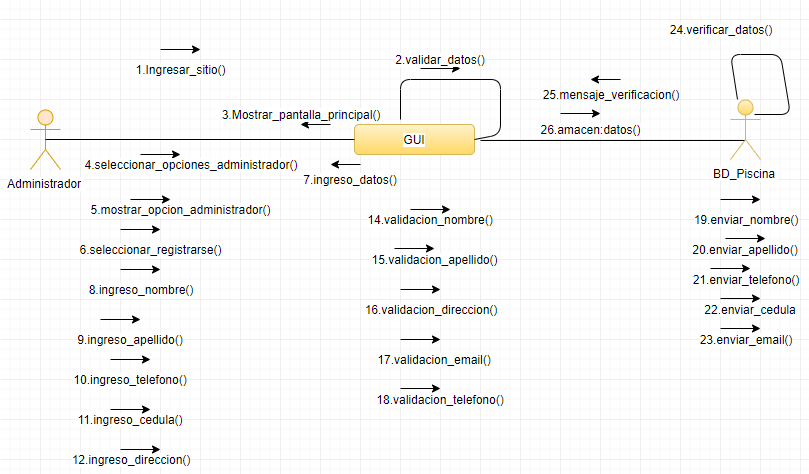 24.verificar_datos()
1.Ingresar_sitio()
2.validar_datos()
25.mensaje_verificacion()
3.Mostrar_pantalla_principal()
26.amacen:datos()
GUI
4.seleccionar_opciones_administrador()
7.ingreso_datos()
Administrador
BD_Piscina
5.mostrar_opcion_administrador()
6.seleccionar_registrarse()
8.ingreso_nombre()
9.ingreso_apellido()
10.ingreso_telefono()
11.ingreso_cedula()
12.ingreso_direccion()
14.validacion_nombre()
15.validacion_apellido()
16.validacion_direccion()
17.validacion_email()
18.validacion_telefono()
19.enviar_nombre()
20.enviar_apellido()
21.enviar_telefono()
22.enviar_cedula
23.enviar_email()